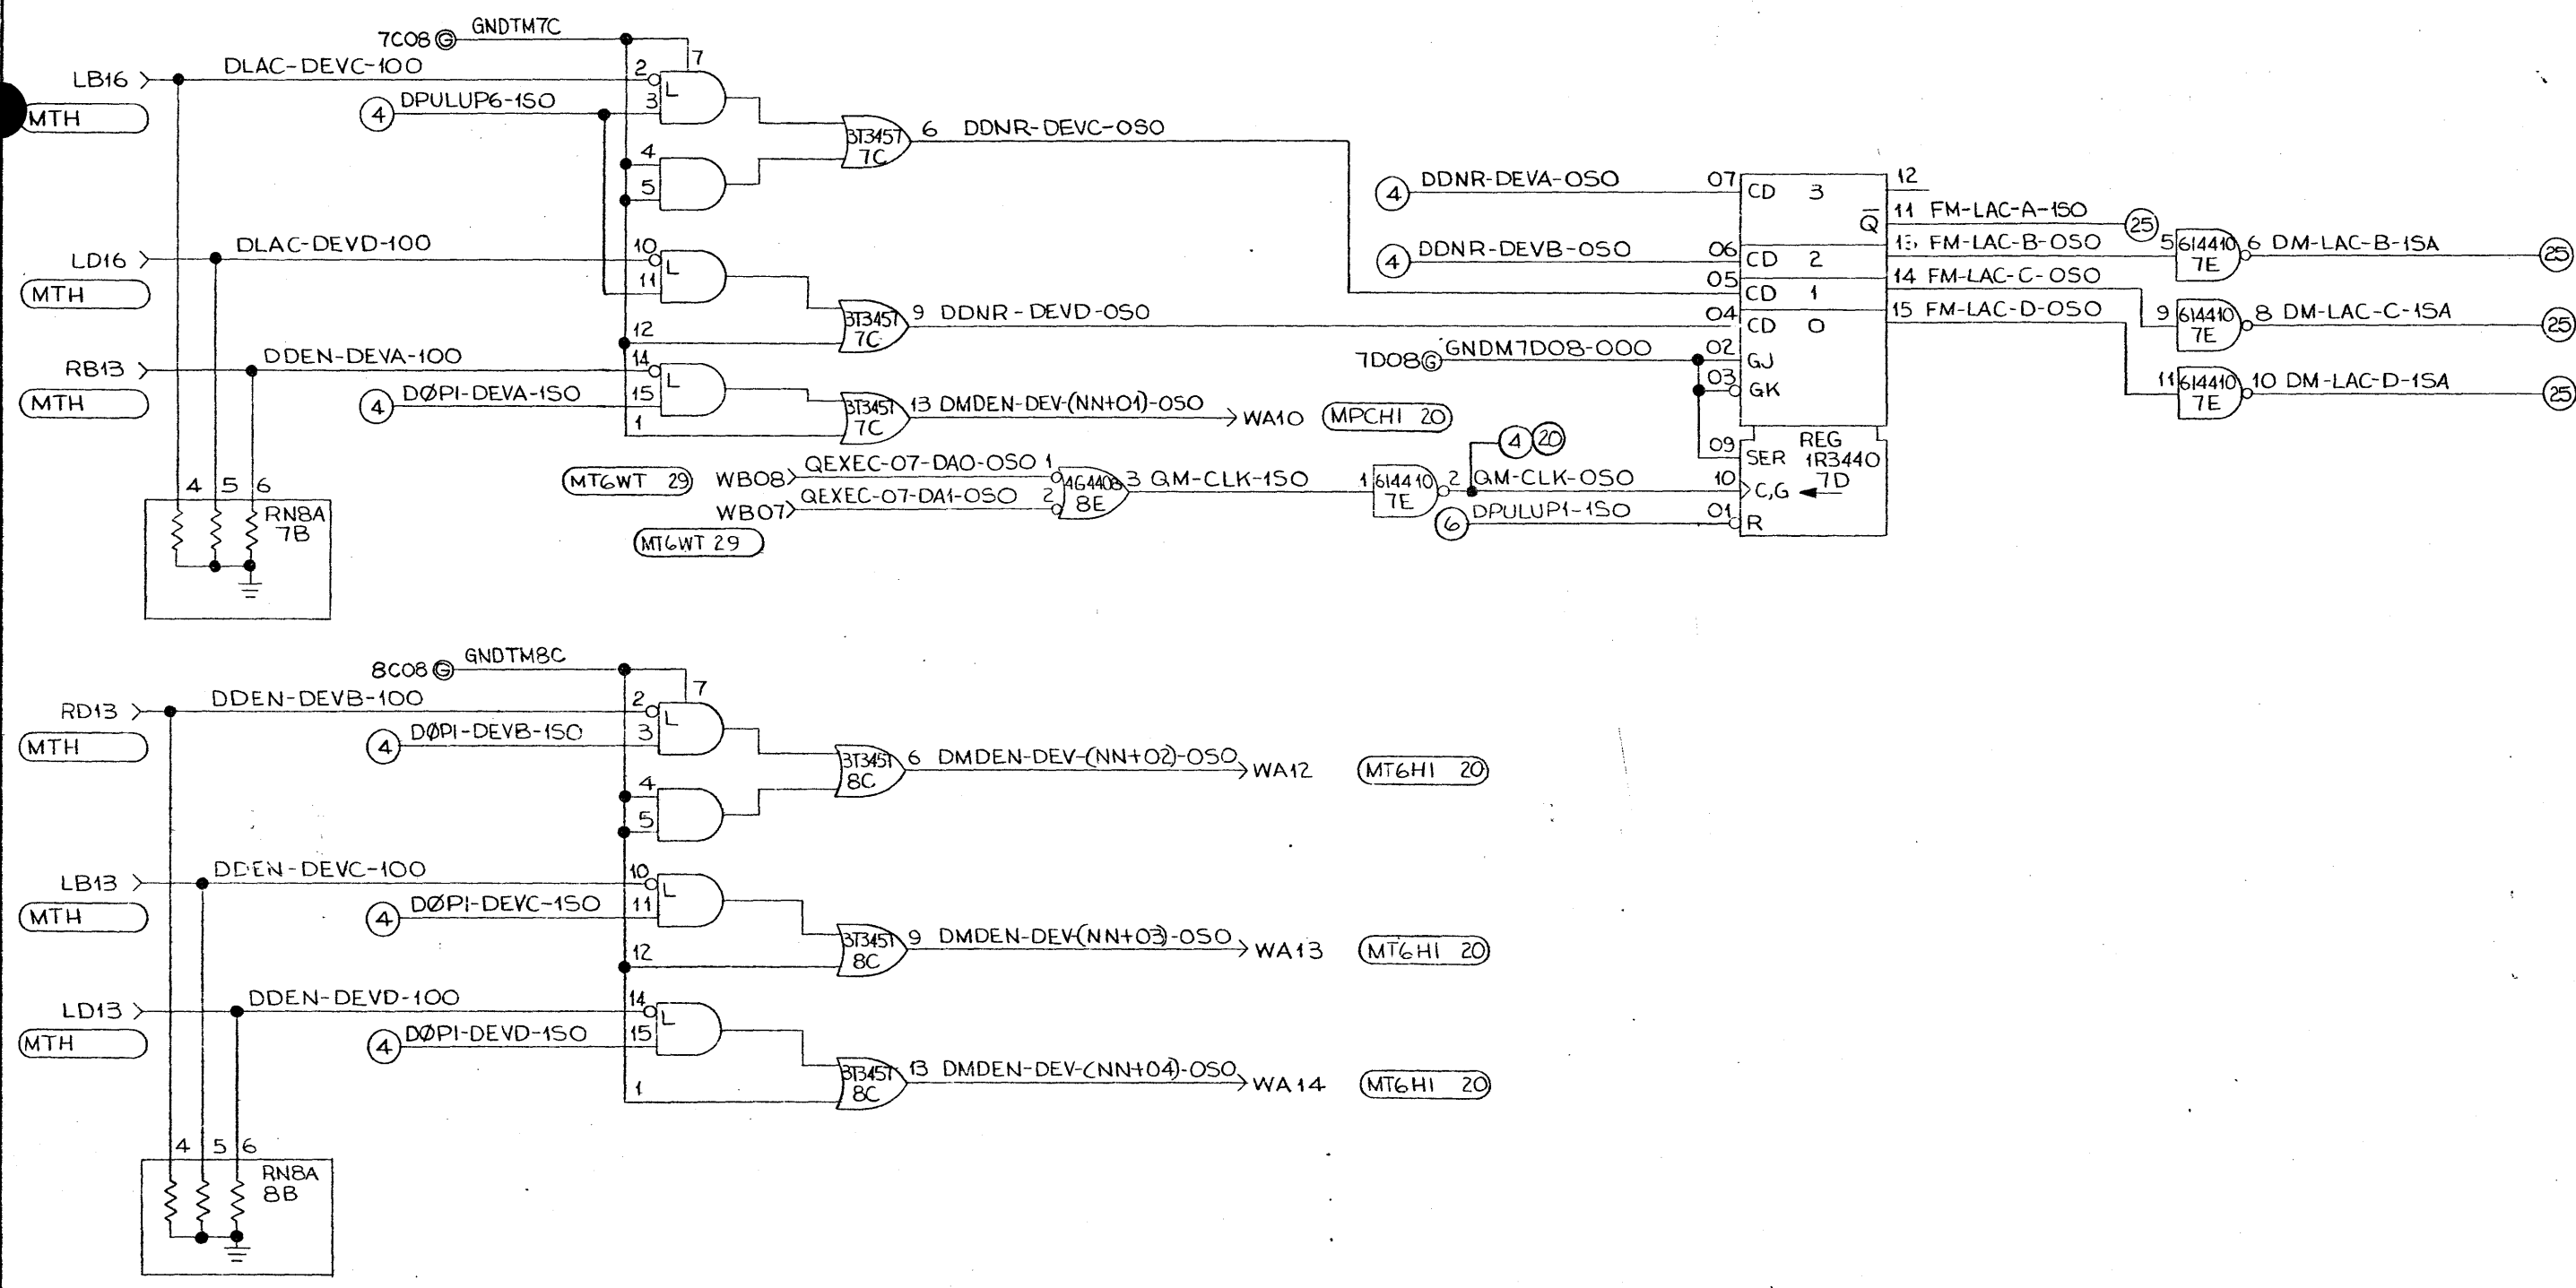 7C08 G GNDTM7C
7
LB16 DLAC-DEVC-100 2
L
MTH
4 DPULUP6-1SO 3
3T3457
7C
6 DDNR-DEVC-0SO
4
5
LD16 DLAC-DEVD-100 10
L
MTH
11
3T3457
7C
9 DDNR-DEVD-0SO
12
RB13 DDEN-DEVA-100 14
L
MTH
4 DØPI-DEVA-1SO 15
3T3457
7C
13 DMDEN-DEV-(NN+01)-0SO WA10 MPCHI 20
1
4 5 6
RN8A
7B
MT6WT 29 WB08 QEXEC-07-DA0-0SO 1
WB07 QEXEC-07-DA1-0SO 2
MT6WT 29
4G4408
8E
3 QM-CLK-1SO 1
614410
7E
2 QM-CLK-0SO 10
4 20
6 DPULUP1-1SO 01
4 DDNR-DEVA-0SO 07
4 DDNR-DEVB-0SO 06
05
04
7D08 G GNDM7D08-000 02
03
09
CD 3
Q
CD 2
CD 1
CD 0
GJ
GK
SER
C,G
R
REG
1R3440
7D
12
11 FM-LAC-A-1SO 25
13 FM-LAC-B-0SO 5
614410
7E
6 DM-LAC-B-1SA 25
14 FM-LAC-C-0SO
9
614410
7E
8 DM-LAC-C-1SA 25
15 FM-LAC-D-0SO
11
614410
7E
10 DM-LAC-D-1SA 25
8C08 G GNDTM8C
7
RD13 DDEN-DEVB-100 2
L
MTH
4 DØPI-DEVB-1SO 3
3T3457
8C
6 DMDEN-DEV-(NN+02)-0SO WA12 MT6HI 20
4
5
LB13 DDEN-DEVC-100 10
L
MTH
4 DØPI-DEVC-1SO 11
3T3457
8C
9 DMDEN-DEV-(NN+03)-0SO WA13 MT6HI 20
12
LD13 DDEN-DEVD-100 14
L
MTH
4 DØPI-DEVD-1SO 15
3T3457
8C
13 DMDEN-DEV-(NN+04)-0SO WA14 MT6HI 20
1
4 5 6
RN8A
8B